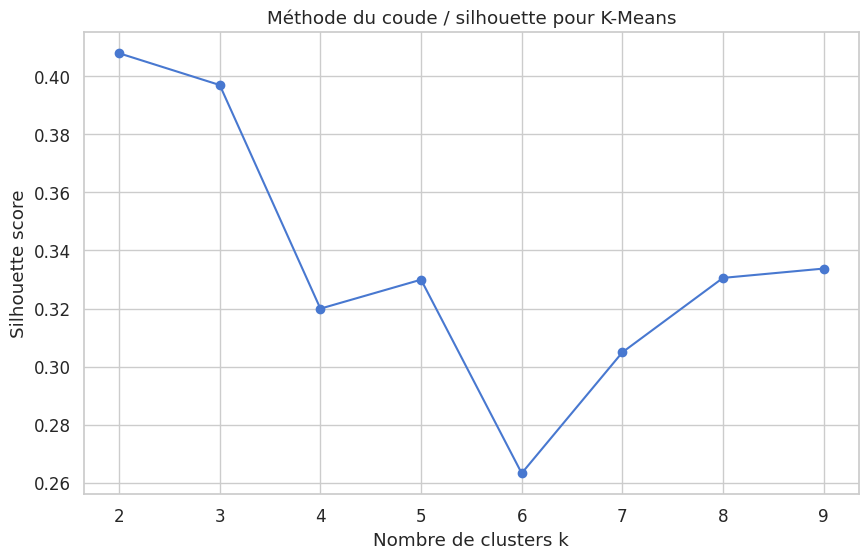 Méthode du coude / silhouette pour K-Means
Silhouette score
0.40
0.38
0.36
0.34
0.32
0.30
0.28
0.26
2 3 4 5 6 7 8 9
Nombre de clusters k